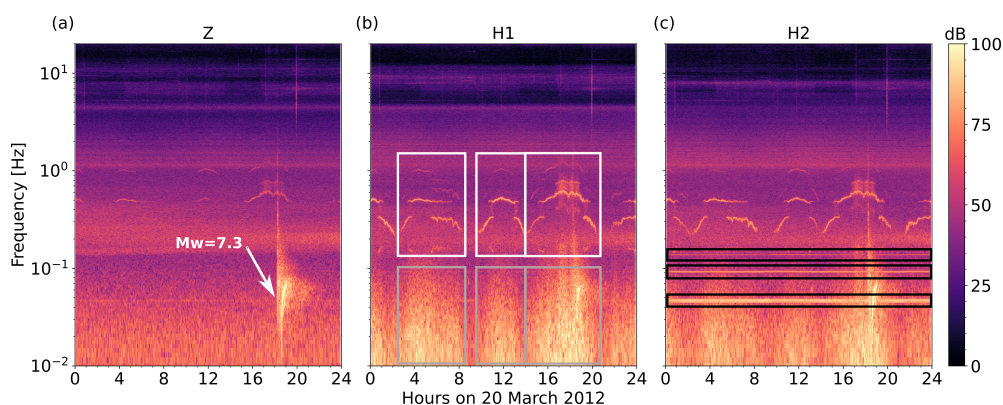 (a) Z (b) H1 (c) H2 dB
Frequency [Hz]
10¹
10⁰
10⁻¹
10⁻²
Mw=7.3
100
75
50
25
0
0 4 8 12 16 20 24
0 4 8 12 16 20 24
0 4 8 12 16 20 24
Hours on 20 March 2012